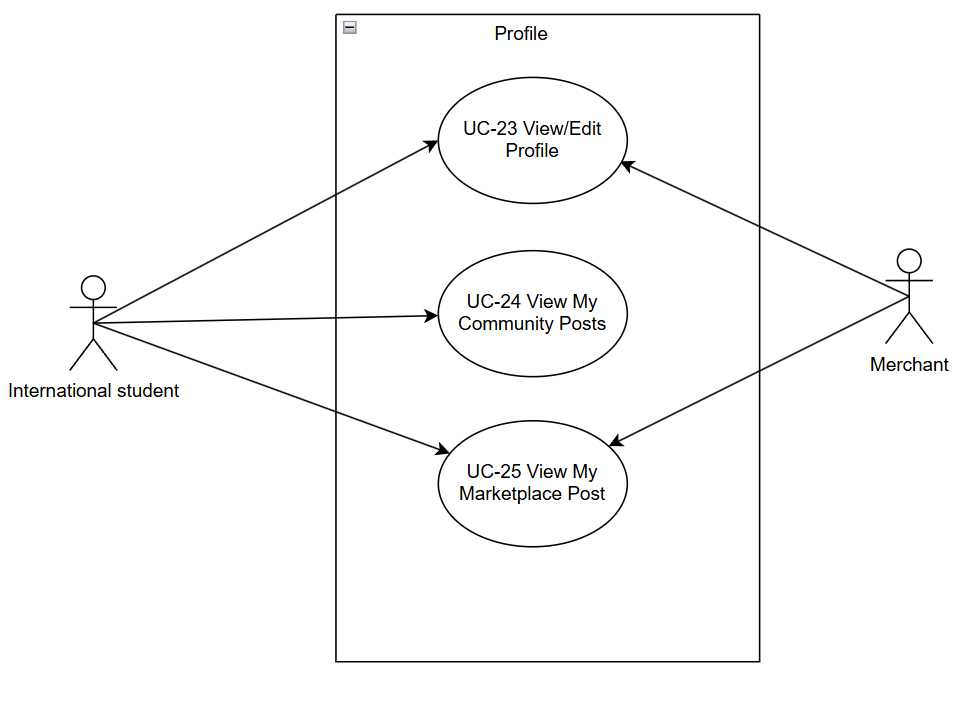 Profile
UC-23 View/Edit
Profile
UC-24 View My
Community Posts
International student
Merchant
UC-25 View My
Marketplace Post